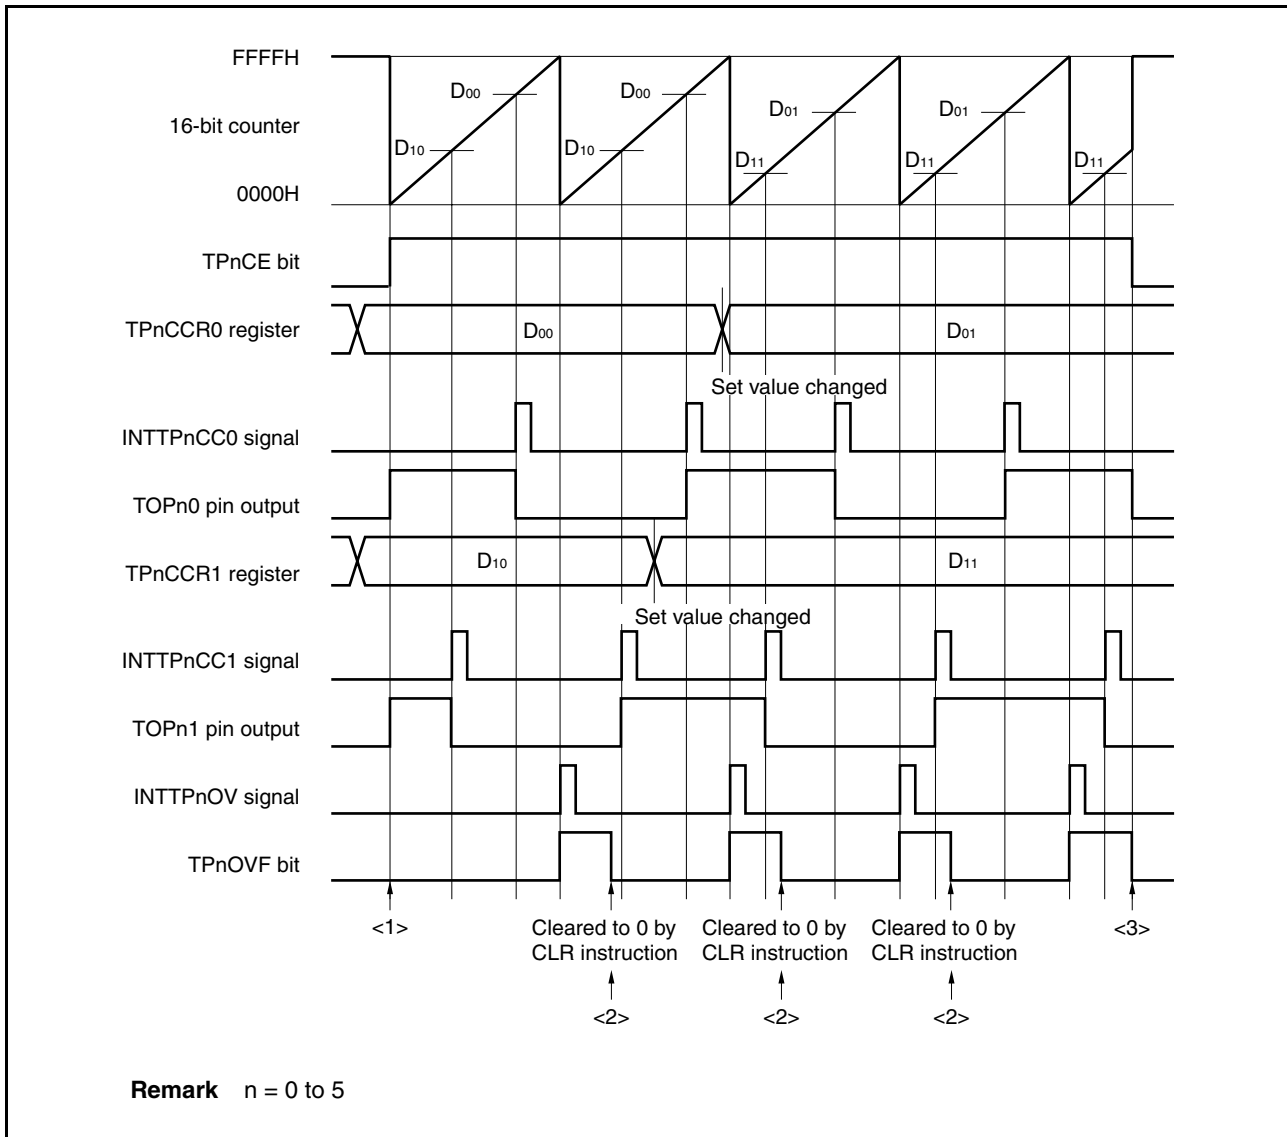 FFFFH
D00 D00 D01 D01
16-bit counter
D10 D10 D11 D11 D11
0000H
TPnCE bit
TPnCCR0 register D00 D01
Set value changed
INTTPnCC0 signal
TOPn0 pin output
TPnCCR1 register D10 D11
Set value changed
INTTPnCC1 signal
TOPn1 pin output
INTTPnOV signal
TPnOVF bit
<1> Cleared to 0 by Cleared to 0 by Cleared to 0 by <3>
CLR instruction CLR instruction CLR instruction
<2> <2> <2>
Remark n = 0 to 5